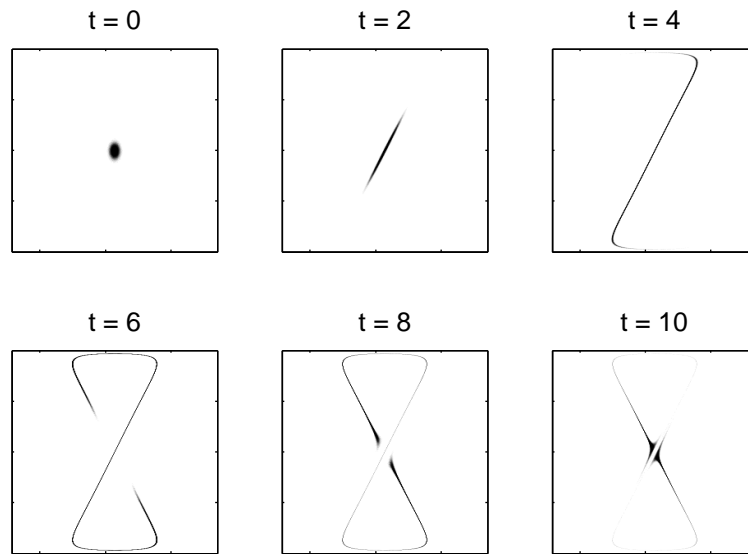 t = 0
t = 2
t = 4
t = 6
t = 8
t = 10